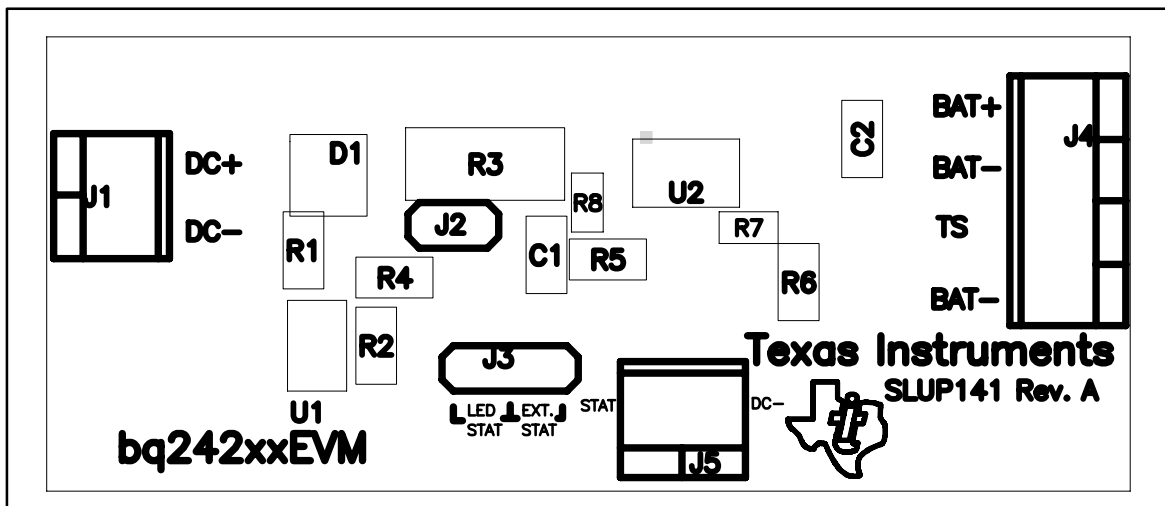 BAT+
J4
C2
D1
R3
DC+
BAT-
J1
U2
R8
J2
R7
TS
DC-
R1
C1
R5
R6
R4
BAT-
R2
J3
Texas Instruments
SLUP141 Rev. A
LED
STAT
EXT.
STAT
STAT
DC-
U1
bq242xxEVM
J5